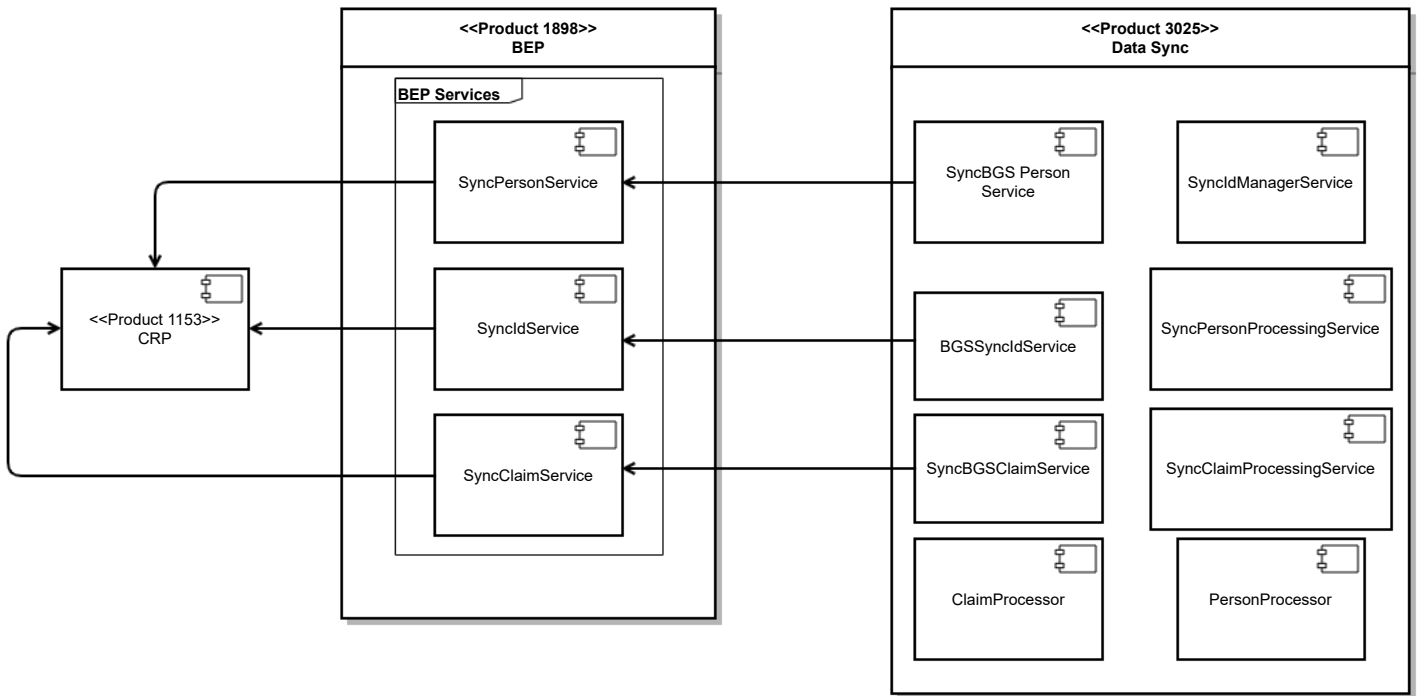 <<Product 1898>>
BEP
BEP Services
SyncPersonService
SyncIdService
SyncClaimService
<<Product 1153>>
CRP
<<Product 3025>>
Data Sync
SyncBGS Person
Service
SyncIdManagerService
BGSSyncIdService
SyncPersonProcessingService
SyncBGSClaimService
SyncClaimProcessingService
ClaimProcessor
PersonProcessor